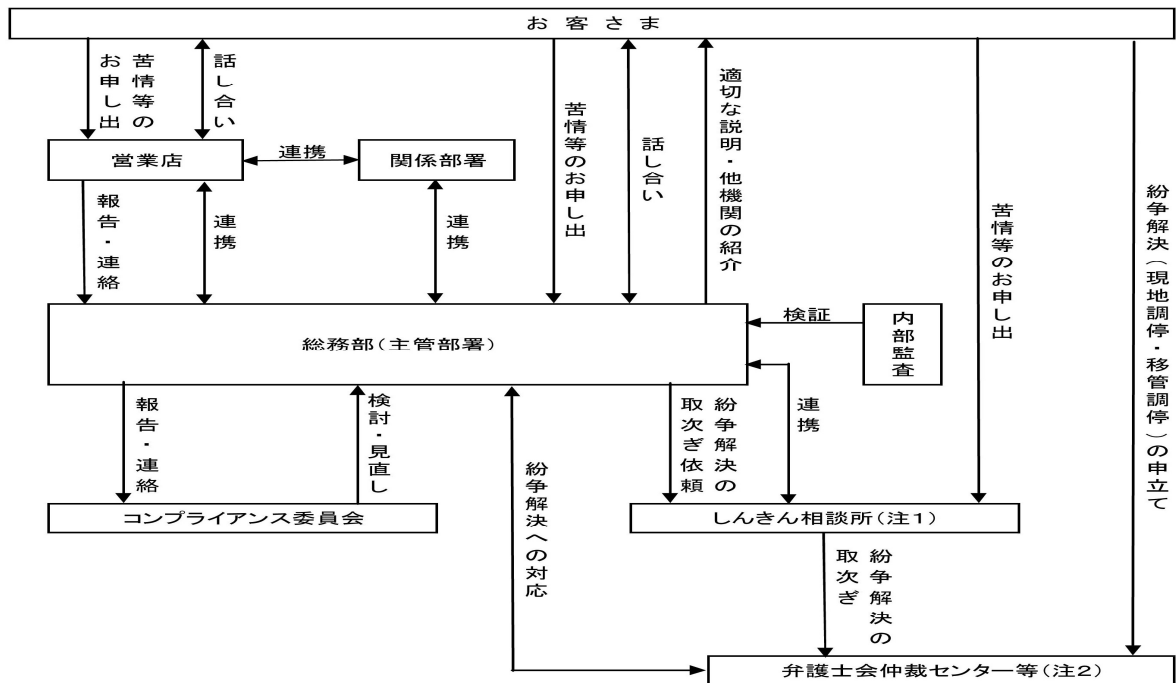 お客さま
苦情等の
お申し出
話し合い
苦情等のお申し出
話し合い
適切な説明・他機関の紹介
苦情等のお申し出
紛争解決（現地調停・移管調停）の申立て
営業店
連携
関係部署
報告・連絡
連携
連携
総務部（主管部署）
検証
内部監査
報告・連絡
検討・見直し
紛争解決への対応
紛争解決の
取次ぎ依頼
連携
コンプライアンス委員会
しんきん相談所（注１）
紛争解決の
取次ぎ
弁護士会仲裁センター等（注２）